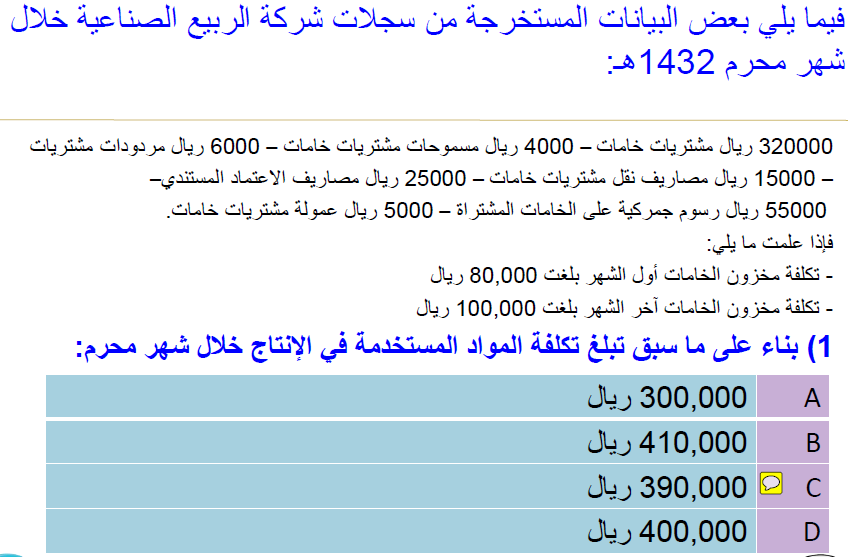 فيما يلي بعض البيانات المستخرجة من سجلات شركة الربيع الصناعية خلال
شهر محرم 1432هـ:
320000 ريال مشتريات خامات – 4000 ريال مسموحات مشتريات خامات – 6000 ريال مردودات مشتريات
– 15000 ريال مصاريف نقل مشتريات خامات – 25000 ريال مصاريف الاعتماد المستندي–
55000 ريال رسوم جمركية على الخامات المشتراة – 5000 ريال عمولة مشتريات خامات.
فإذا علمت ما يلي:
- تكلفة مخزون الخامات أول الشهر بلغت 80,000 ريال
- تكلفة مخزون الخامات آخر الشهر بلغت 100,000 ريال
1) بناء على ما سبق تبلغ تكلفة المواد المستخدمة في الإنتاج خلال شهر محرم:
A 300,000 ريال
B 410,000 ريال
C 390,000 ريال
D 400,000 ريال